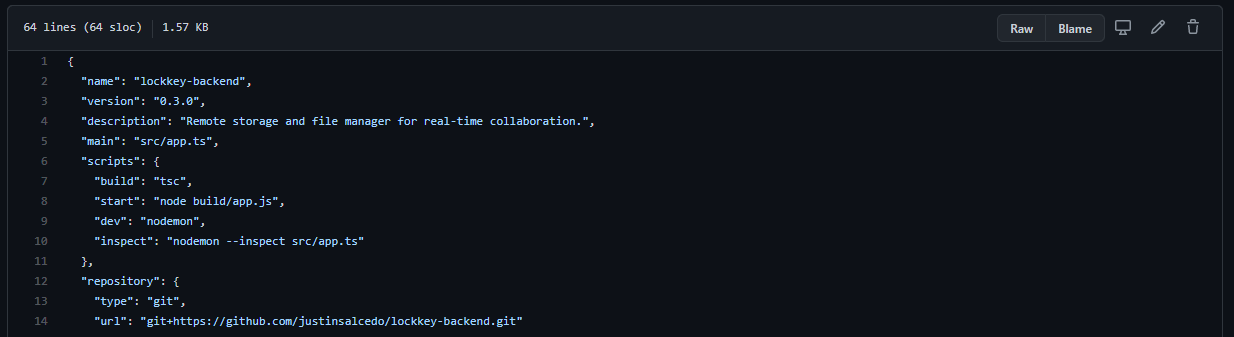 64 lines (64 sloc) 1.57 KB Raw Blame
1 {
2 "name": "lockkey-backend",
3 "version": "0.3.0",
4 "description": "Remote storage and file manager for real-time collaboration.",
5 "main": "src/app.ts",
6 "scripts": {
7 "build": "tsc",
8 "start": "node build/app.js",
9 "dev": "nodemon",
10 "inspect": "nodemon --inspect src/app.ts"
11 },
12 "repository": {
13 "type": "git",
14 "url": "git+https://github.com/justinsalcedo/lockkey-backend.git"